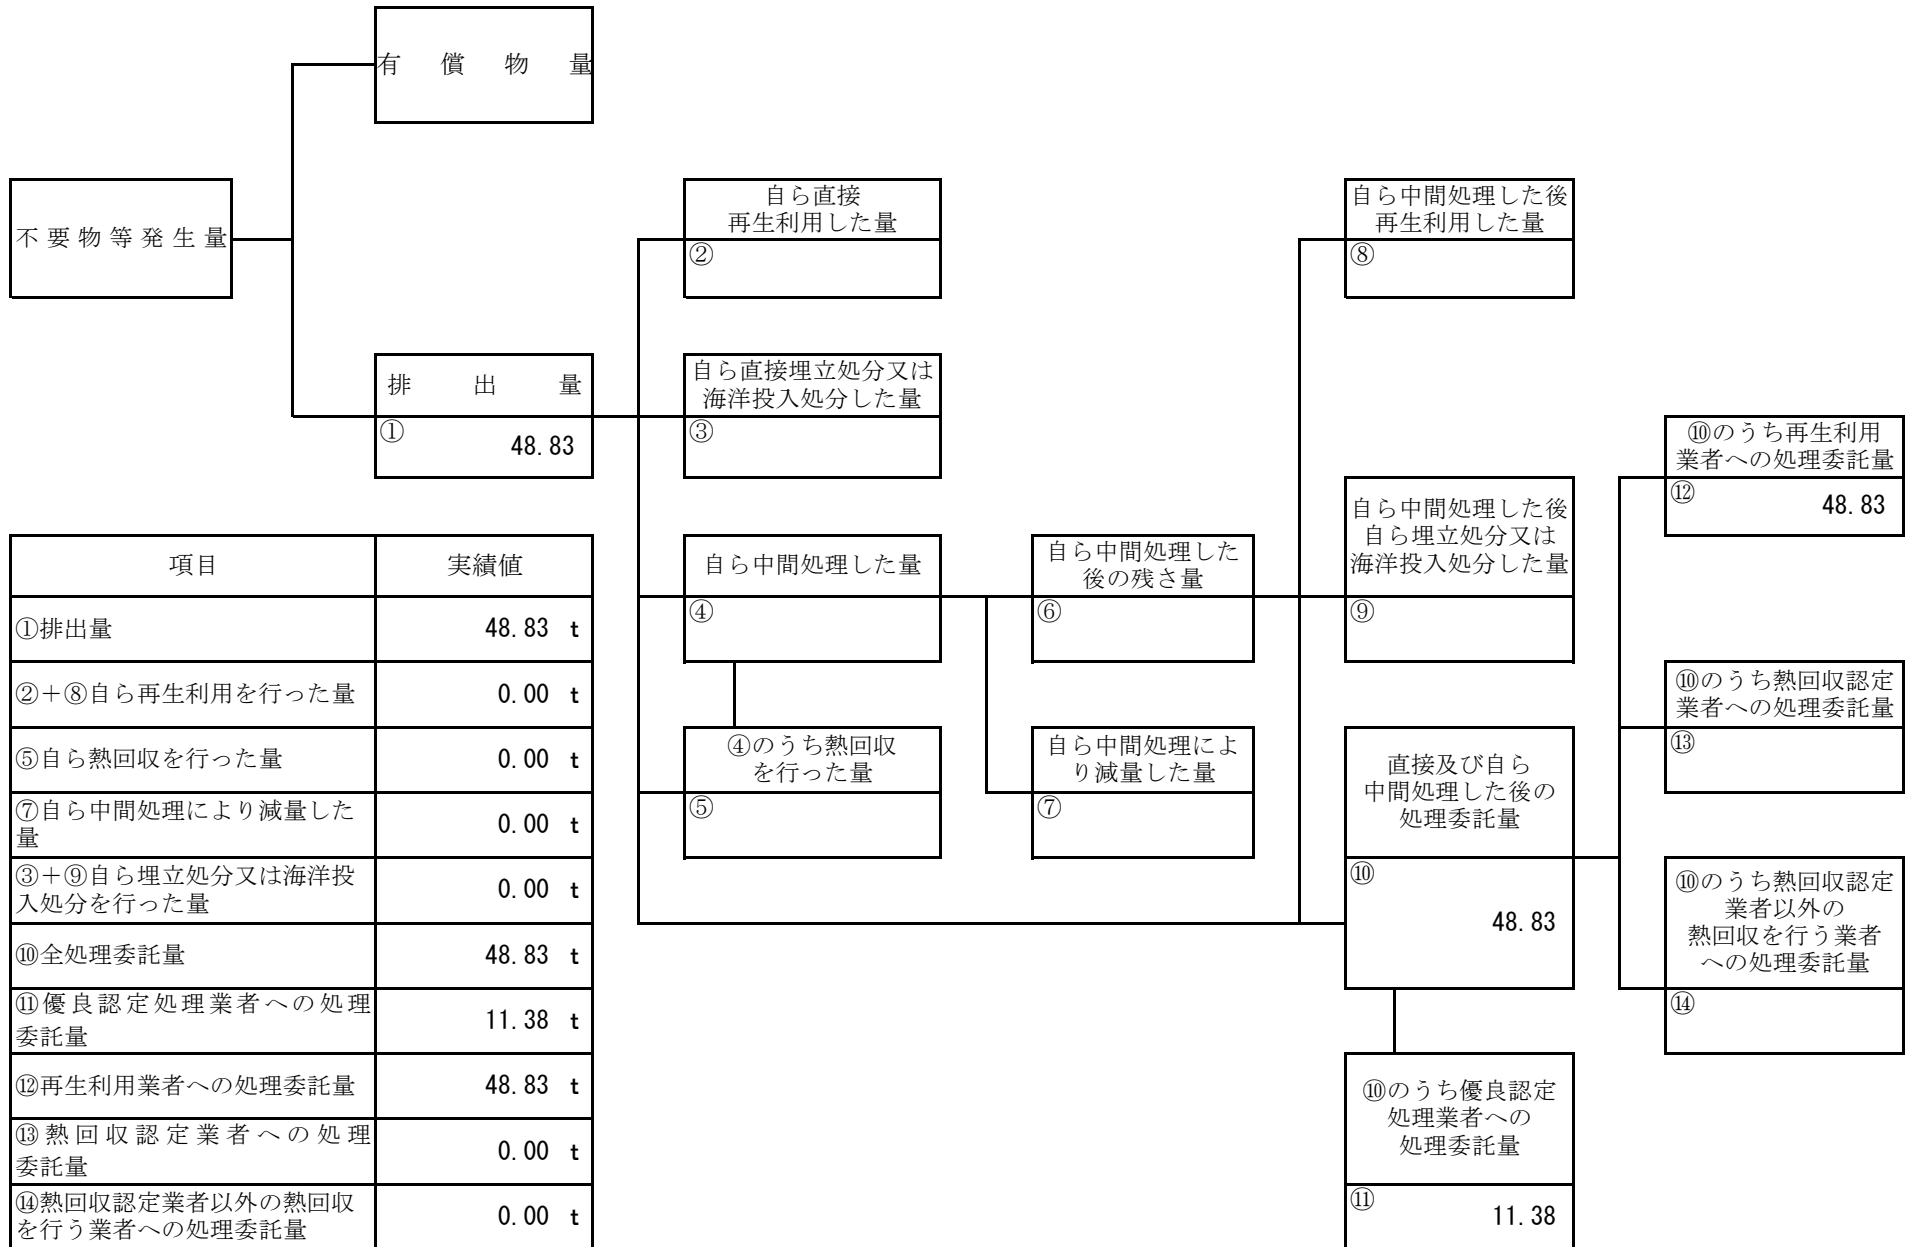 有償物量
不要物等発生量
排出量
①
48.83
自ら直接
再生利用した量
②
自ら直接埋立処分又は
海洋投入処分した量
③
自ら中間処理した量
④
④のうち熱回収
を行った量
⑤
自ら中間処理した
後の残さ量
⑥
自ら中間処理によ
り減量した量
⑦
自ら中間処理した後
再生利用した量
⑧
自ら中間処理した後
自ら埋立処分又は
海洋投入処分した量
⑨
直接及び自ら
中間処理した後の
処理委託量
⑩
48.83
⑩のうち優良認定
処理業者への
処理委託量
⑪
11.38
⑩のうち再生利用
業者への処理委託量
⑫
48.83
⑩のうち熱回収認定
業者への処理委託量
⑬
⑩のうち熱回収認定
業者以外の
熱回収を行う業者
への処理委託量
⑭
項目 実績値
①排出量 48.83 t
②＋⑧自ら再生利用を行った量 0.00 t
⑤自ら熱回収を行った量 0.00 t
⑦自ら中間処理により減量した
量 0.00 t
③＋⑨自ら埋立処分又は海洋投
入処分を行った量 0.00 t
⑩全処理委託量 48.83 t
⑪優良認定処理業者への処理
委託量 11.38 t
⑫再生利用業者への処理委託量 48.83 t
⑬熱回収認定業者への処理
委託量 0.00 t
⑭熱回収認定業者以外の熱回収
を行う業者への処理委託量 0.00 t